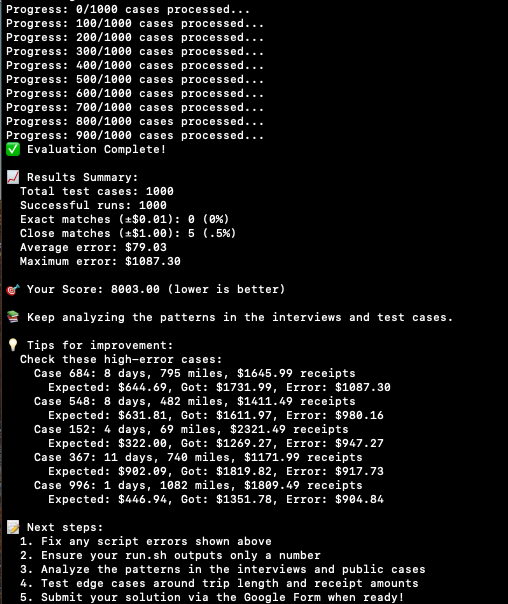 Progress: 0/1000 cases processed...
Progress: 100/1000 cases processed...
Progress: 200/1000 cases processed...
Progress: 300/1000 cases processed...
Progress: 400/1000 cases processed...
Progress: 500/1000 cases processed...
Progress: 600/1000 cases processed...
Progress: 700/1000 cases processed...
Progress: 800/1000 cases processed...
Progress: 900/1000 cases processed...
✅ Evaluation Complete!
📈 Results Summary:
Total test cases: 1000
Successful runs: 1000
Exact matches (±$0.01): 0 (0%)
Close matches (±$1.00): 5 (.5%)
Average error: $79.03
Maximum error: $1087.30
🎯 Your Score: 8003.00 (lower is better)
📚 Keep analyzing the patterns in the interviews and test cases.
💡 Tips for improvement:
Check these high-error cases:
Case 684: 8 days, 795 miles, $1645.99 receipts
Expected: $644.69, Got: $1731.99, Error: $1087.30
Case 548: 8 days, 482 miles, $1411.49 receipts
Expected: $631.81, Got: $1611.97, Error: $980.16
Case 152: 4 days, 69 miles, $2321.49 receipts
Expected: $322.00, Got: $1269.27, Error: $947.27
Case 367: 11 days, 740 miles, $1171.99 receipts
Expected: $902.09, Got: $1819.82, Error: $917.73
Case 996: 1 days, 1082 miles, $1809.49 receipts
Expected: $446.94, Got: $1351.78, Error: $904.84
📝 Next steps:
1. Fix any script errors shown above
2. Ensure your run.sh outputs only a number
3. Analyze the patterns in the interviews and public cases
4. Test edge cases around trip length and receipt amounts
5. Submit your solution via the Google Form when ready!